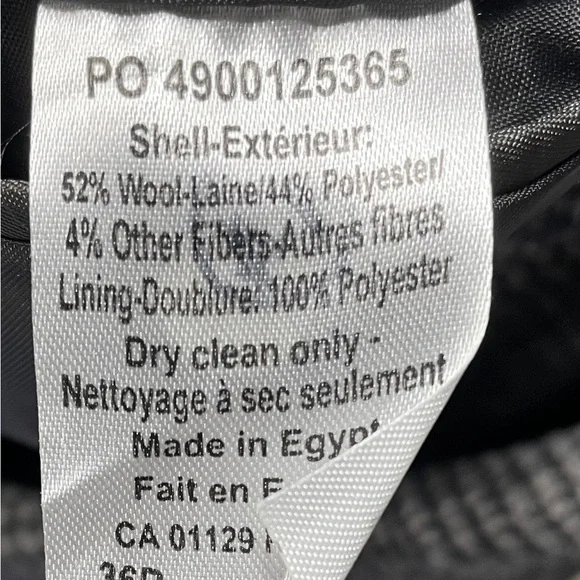 PO 4900125365
Shell-Extérieur:
52% Wool-Laine/44% Polyester/
4% Other Fibers-Autres fibres
Lining-Doublure: 100% Polyester
Dry clean only -
Nettoyage à sec seulement
Made in Egypt
Fait en
CA 01129